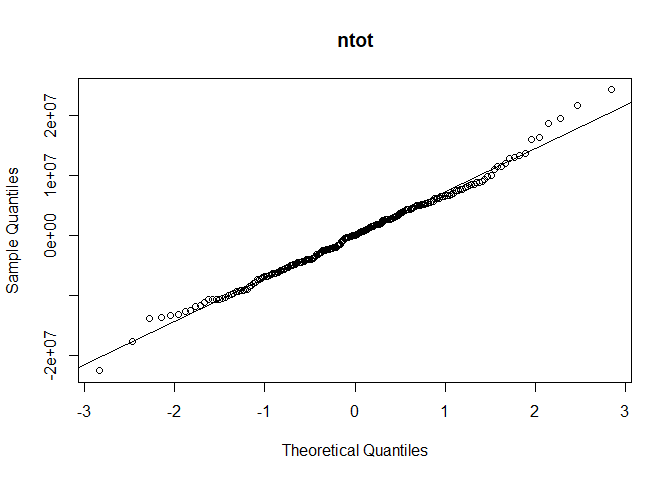 ntot
2e+07
1e+07
0e+00
-2e+07
Sample Quantiles
-3
-2
-1
0
1
2
3
Theoretical Quantiles